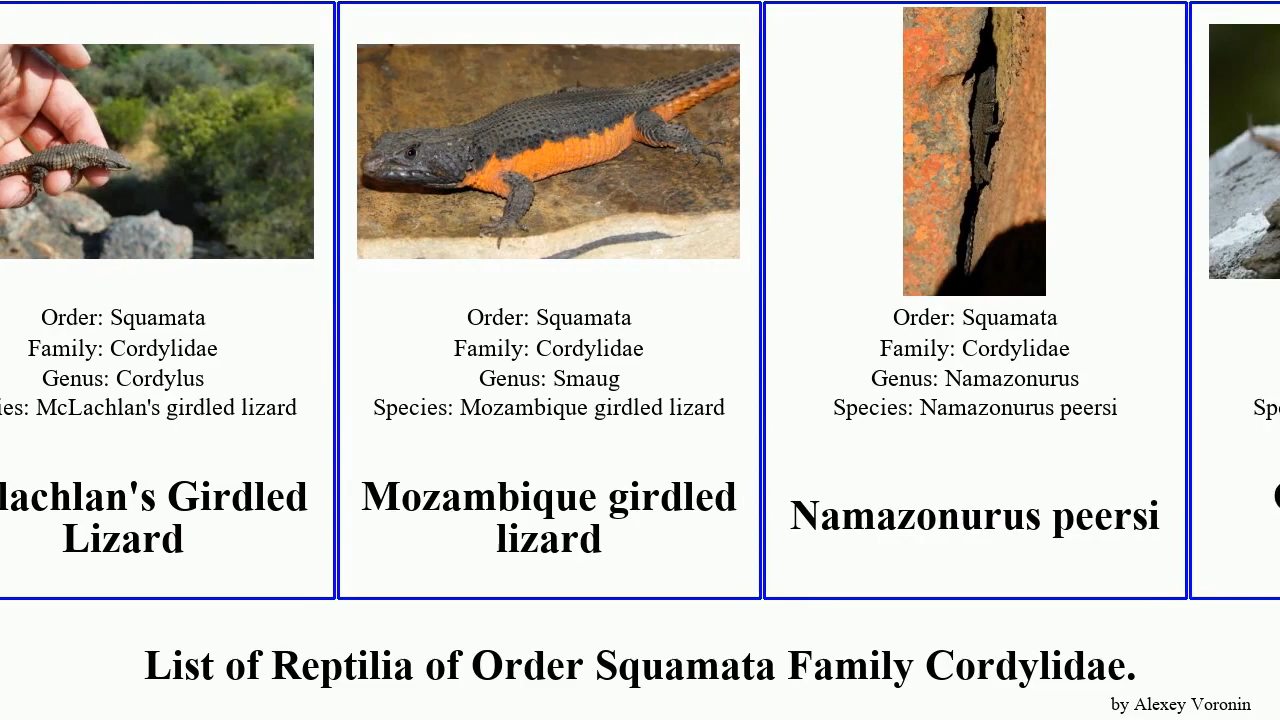 Order: Squamata
Family: Cordylidae
Genus: Cordylus
McLachlan's girdled lizard
Girdled
Lizard
Order: Squamata
Family: Cordylidae
Genus: Smaug
Species: Mozambique girdled lizard
Mozambique girdled
lizard
Order: Squamata
Family: Cordylidae
Genus: Namazonurus
Species: Namazonurus peersi
Namazonurus peersi
List of Reptilia of Order Squamata Family Cordylidae.
by Alexey Voronin